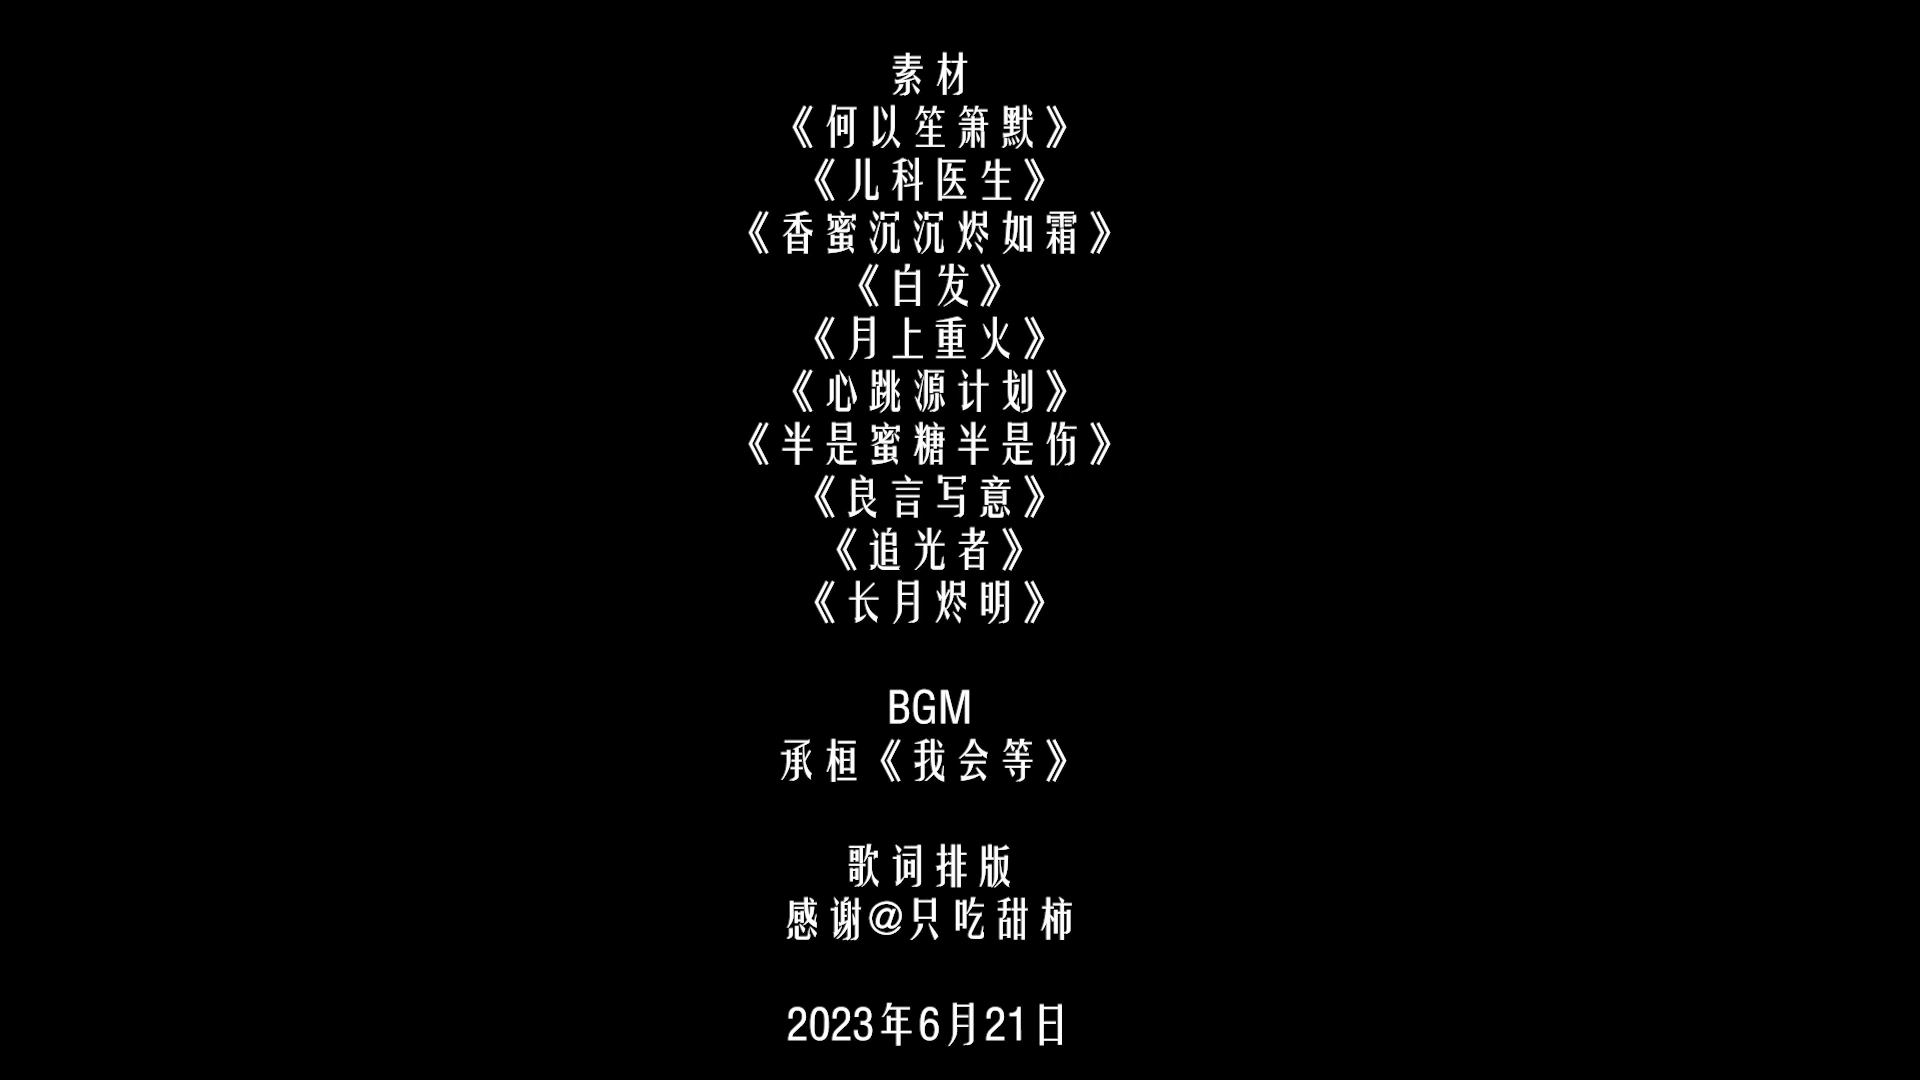 素材
《何以笙箫默》
《儿科医生》
《香蜜沉沉烬如霜》
《白发》
《月上重火》
《心跳源计划》
《半是蜜糖半是伤》
《良言写意》
《追光者》
《长月烬明》
BGM
承桓《我会等》
歌词排版
感谢@只吃甜柿
2023年6月21日